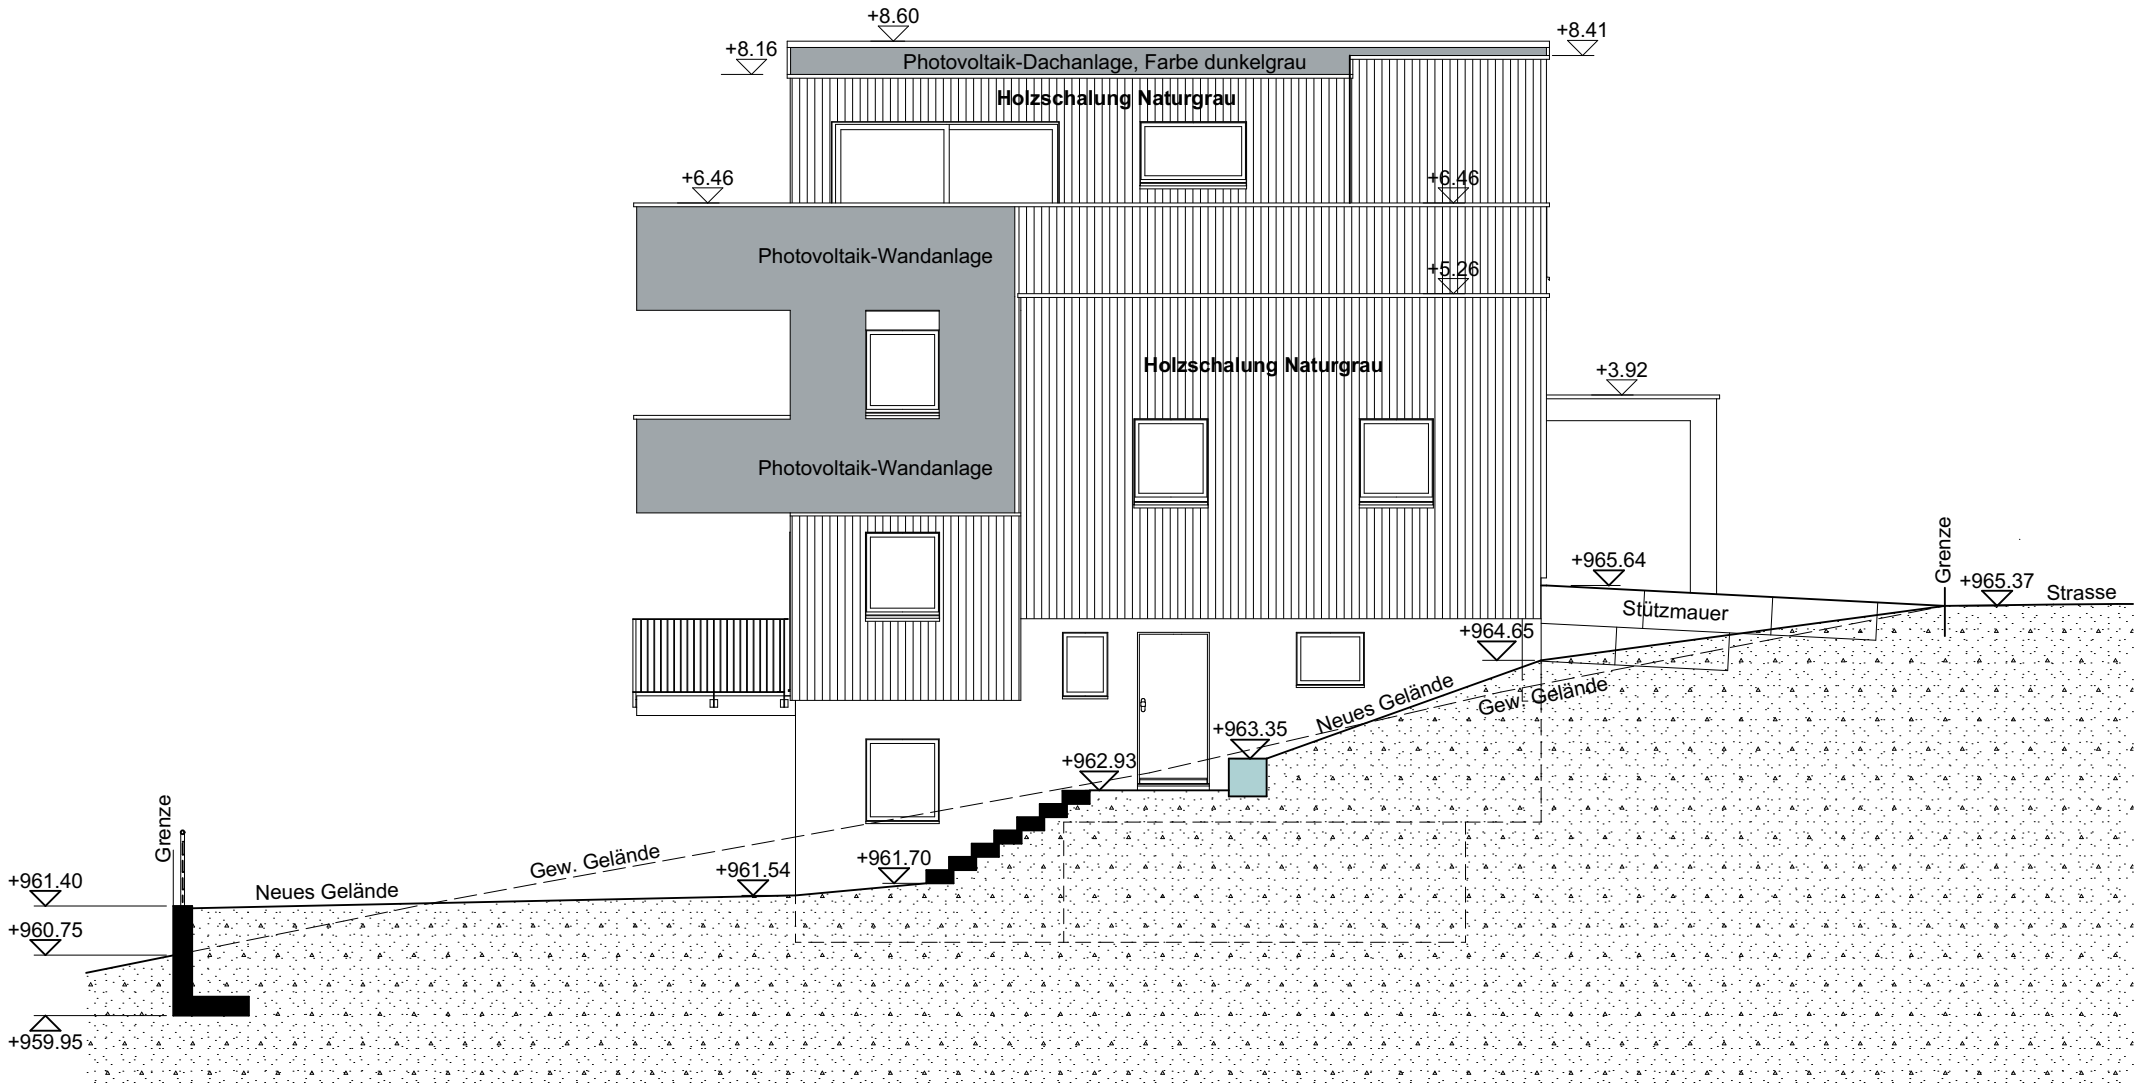 +8.60
+8.41
+8.16
Photovoltaik-Dachanlage, Farbe dunkelgrau
Holzschalung Naturgrau
+6.46
+6.46
Photovoltaik-Wandanlage
+5.26
Holzschalung Naturgrau
+3.92
Photovoltaik-Wandanlage
Grenze
+965.64
+965.37
Strasse
Stützmauer
+964.65
Neues Gelände
Gew. Gelände
+963.35
+962.93
Grenze
Gew. Gelände
+961.70
+961.54
+961.40
Neues Gelände
+960.75
+959.95